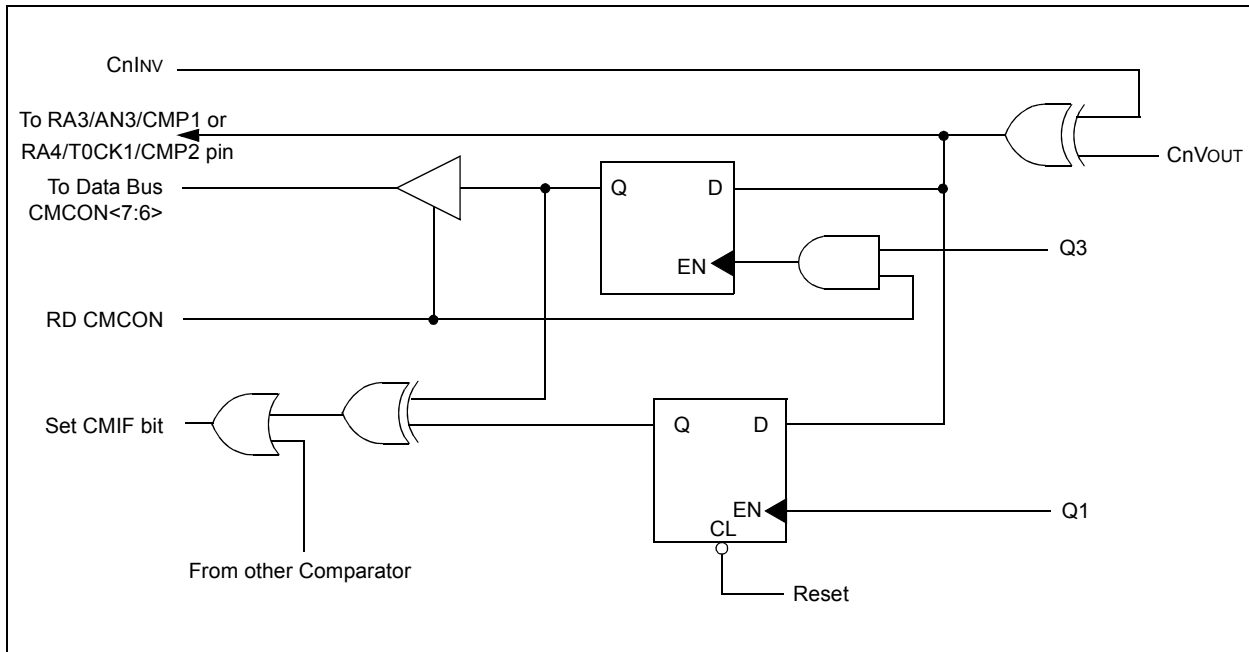 CnINV
To RA3/AN3/CMP1 or
RA4/T0CK1/CMP2 pin
CnVOUT
To Data Bus
CMCON<7:6>
Q
D
EN
Q3
RD CMCON
Set CMIF bit
Q
D
EN
CL
Q1
From other Comparator
Reset